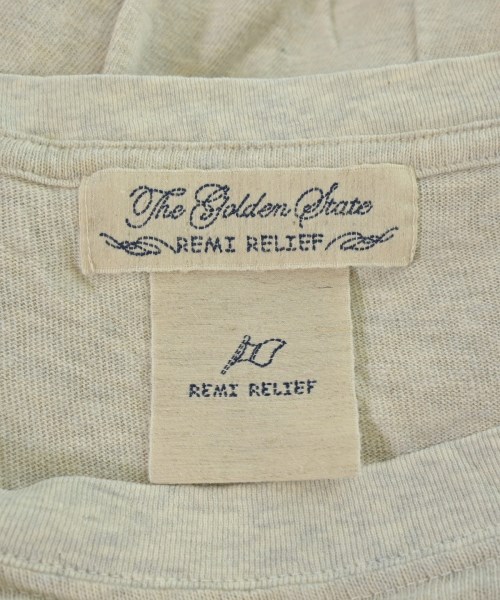 The Golden State
REMI RELIEF
REMI RELIEF